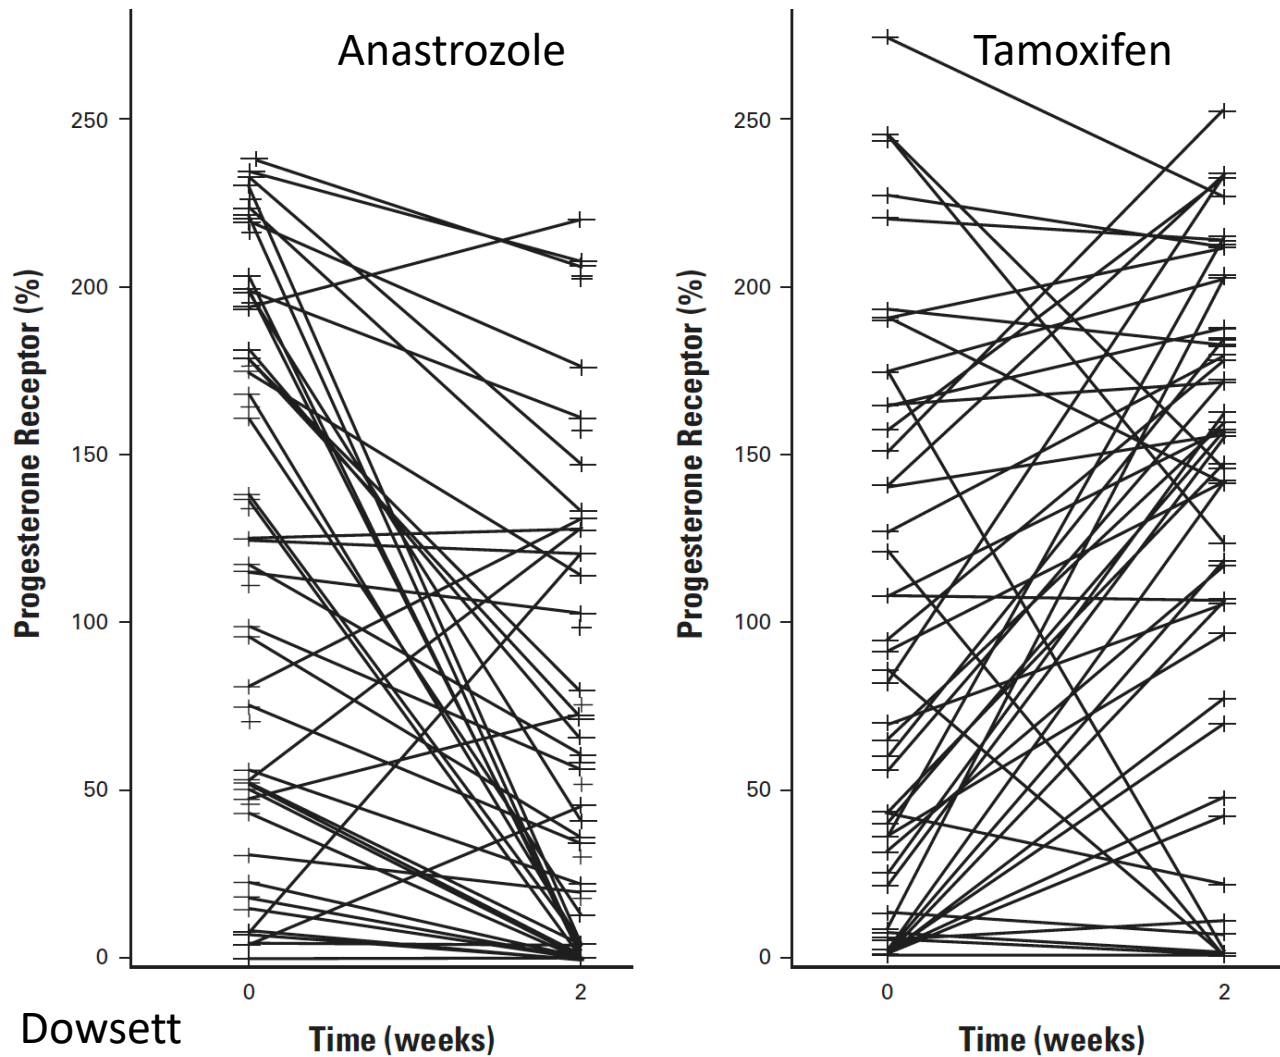 Anastrozole
Progesterone Receptor (%)
250
200
150
100
50
0
0
2
Time (weeks)
Tamoxifen
Progesterone Receptor (%)
250
200
150
100
50
0
0
2
Time (weeks)
Dowsett